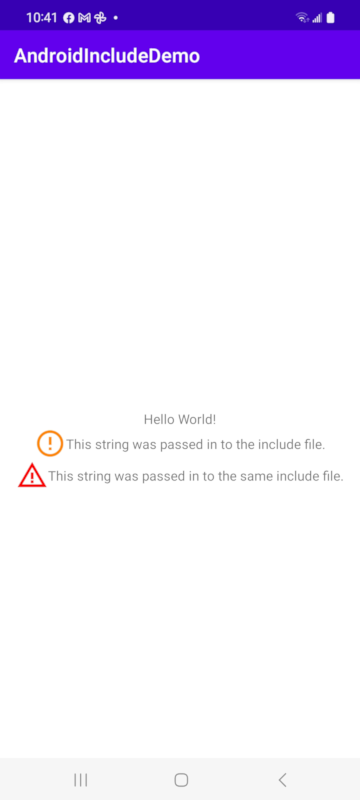 10:41
AndroidIncludeDemo
Hello World!
This string was passed in to the include file.
This string was passed in to the same include file.